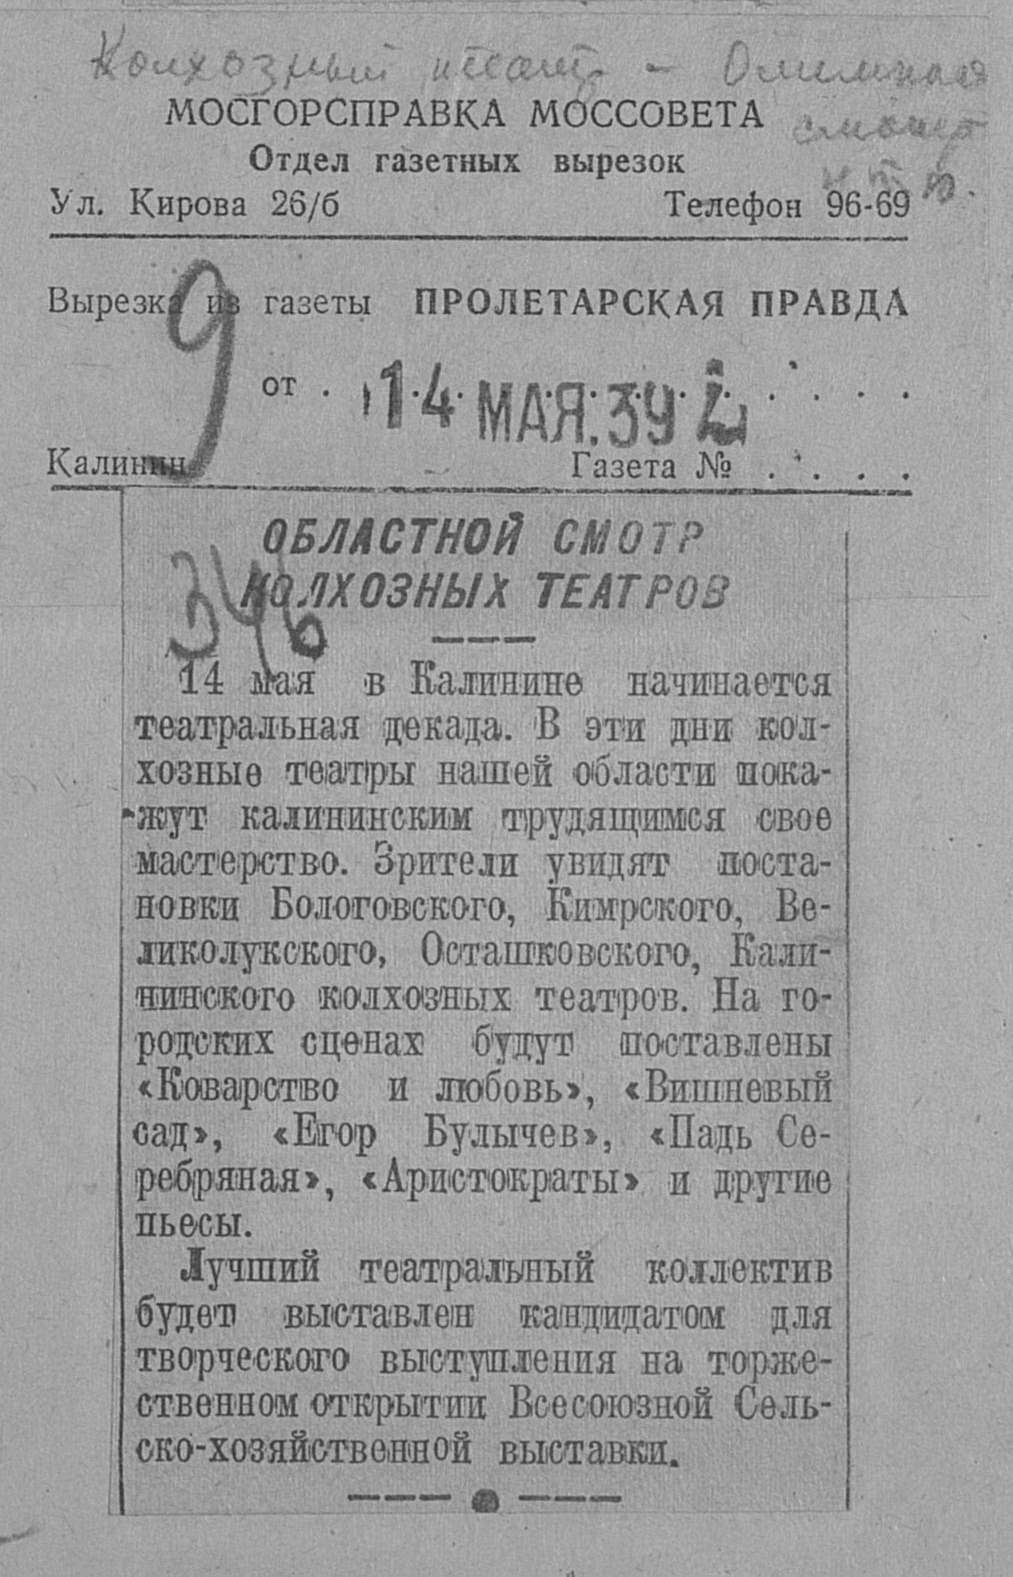 Колхозный театр –
МОСГОРСПРАВКА МОССОВЕТА
смотр
Отдел газетных вырезок
и т. п.
Ул. Кирова 26/б Телефон 96-69
Вырезка из газеты ПРОЛЕТАРСКАЯ ПРАВДА
9
от . 14 МАЯ. 39 . . . .
Калинин Газета № . . . .
ОБЛАСТНОЙ СМОТР
КОЛХОЗНЫХ ТЕАТРОВ
346
14 мая в Калинине начинается
театральная декада. В эти дни кол-
хозные театры нашей области пока-
жут калининским трудящимся свое
мастерство. Зрители увидят поста-
новки Бологовского, Кимрского, Ве-
ликолукского, Осташковского, Кали-
нинского колхозных театров. На го-
родских сценах будут поставлены
«Коварство и любовь», «Вишневый
сад», «Егор Булычев», «Падь Се-
ребряная», «Аристократы» и другие
пьесы.
Лучший театральный коллектив
будет выставлен кандидатом для
творческого выступления на торже-
ственном открытии Всесоюзной Сель-
ско-хозяйственной выставки.